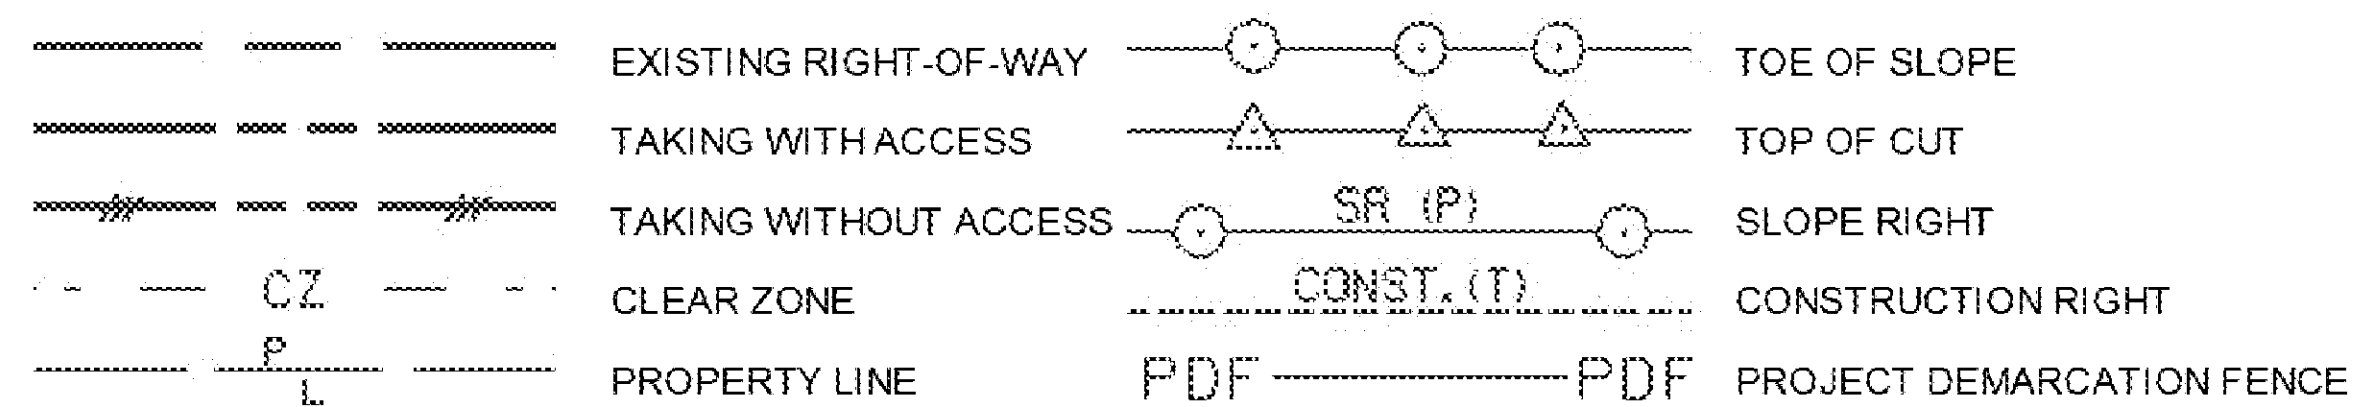 EXISTING RIGHT-OF-WAY
TAKING WITH ACCESS
TAKING WITHOUT ACCESS
CZ CLEAR ZONE
P
L
PROPERTY LINE
TOE OF SLOPE
TOP OF CUT
SR (P) SLOPE RIGHT
CONST. (T) CONSTRUCTION RIGHT
PDF PDF PROJECT DEMARCATION FENCE